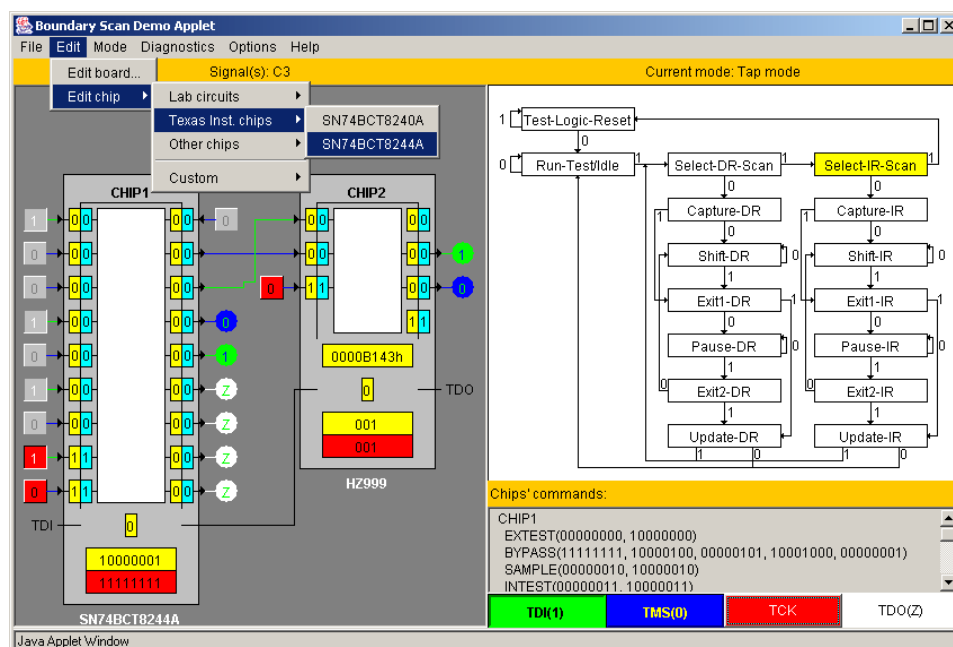 Boundary Scan Demo Applet
File Edit Mode Diagnostics Options Help
Signal(s): C3
Current mode: Tap mode
Edit board...
Edit chip
Lab circuits
Texas Inst. chips
Other chips
Custom
SN74BCT8240A
SN74BCT8244A
CHIP1
1 0 0 0 0 0
0 0 0 0 0
0 0 0 0 0
1 0 0 0 0 0
0 0 0 0 0 1
1 0 0 0 0 Z
0 0 0 0 0 Z
1 1 1 0 0 Z
0 1 1 0 0 Z
TDI
0
10000001
11111111
SN74BCT8244A
CHIP2
0 0 0 0
0 0 0 0 1
0 1 1 0 0 0
1 1
0000B143h
0
TDO
001
001
HZ999
1 Test-Logic-Reset
0
0 Run-Test/Idle 1 Select-DR-Scan 1 Select-IR-Scan 1
0 0
Capture-DR 1 Capture-IR
1
0 0
Shift-DR 0 Shift-IR 0
1 1
Exit1-DR 1 Exit1-IR 1
0 0
Pause-DR 0 Pause-IR 0
1 1
0 Exit2-DR 0 Exit2-IR
1 1
Update-DR Update-IR
1 0 1 0
Chips' commands:
CHIP1
EXTEST(00000000, 10000000)
BYPASS(11111111, 10000100, 00000101, 10001000, 00000001)
SAMPLE(00000010, 10000010)
INTEST(00000011, 10000011)
TDI(1) TMS(0) TCK TDO(Z)
Java Applet Window